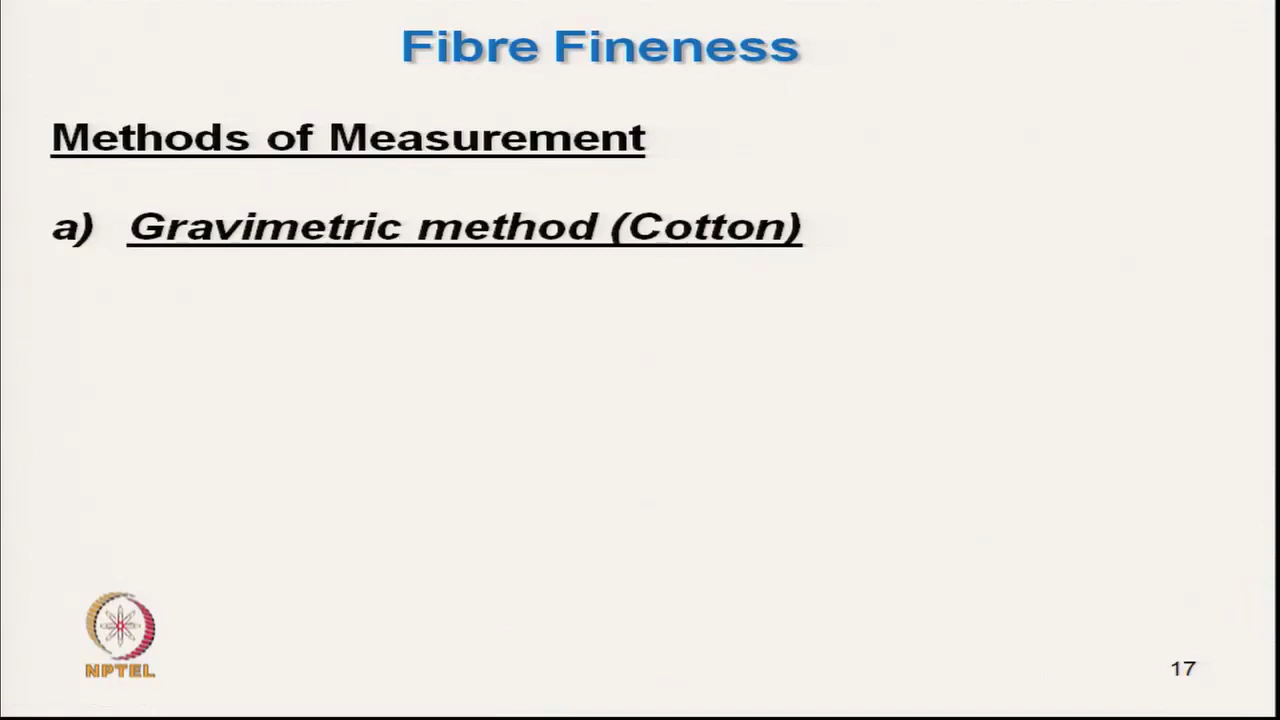 Fibre Fineness
Methods of Measurement
a) Gravimetric method (Cotton)
NPTEL
17